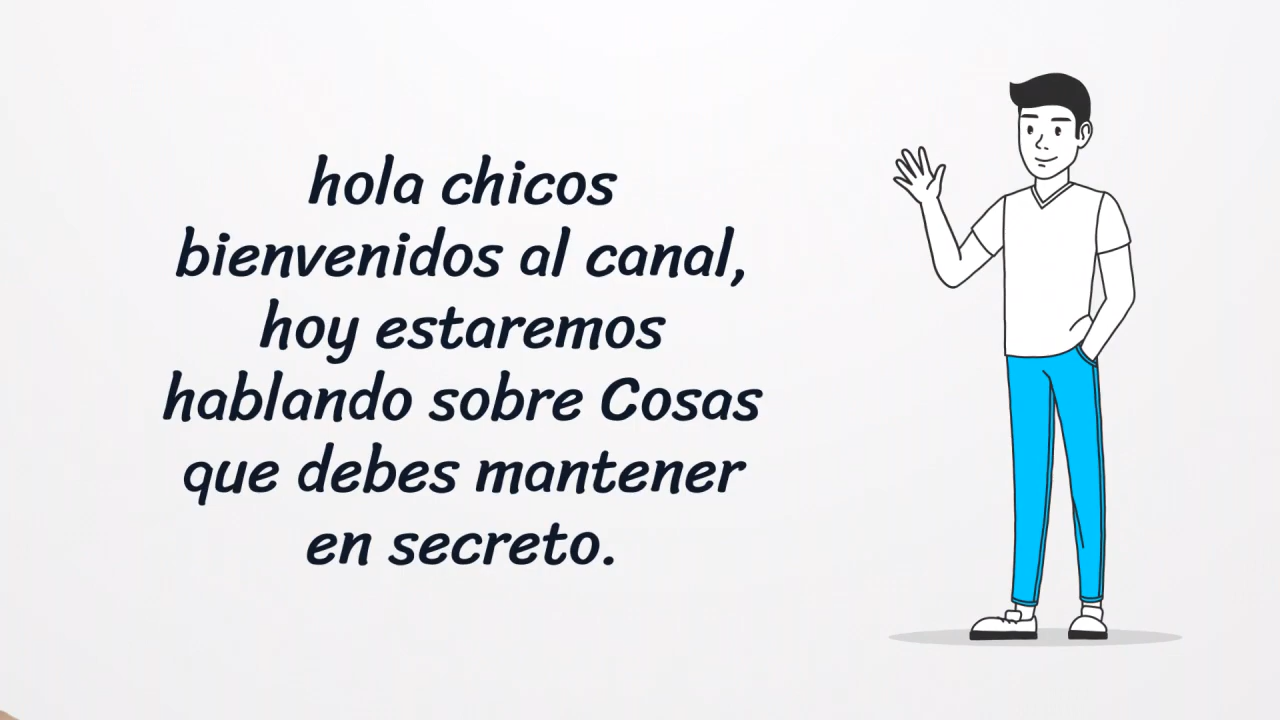 hola chicos
bienvenidos al canal,
hoy estaremos
hablando sobre Cosas
que debes mantener
en secreto.